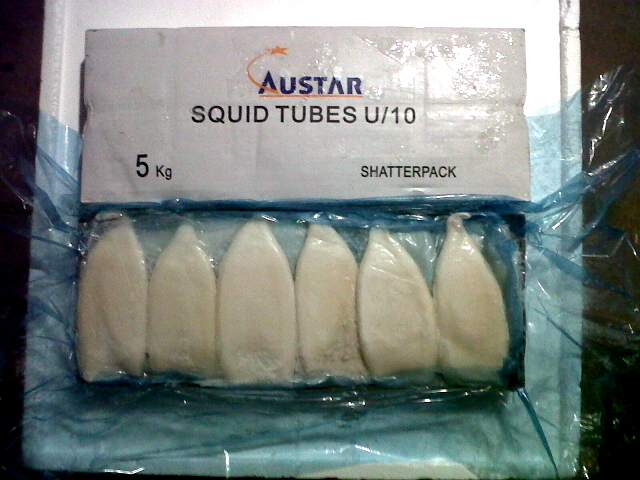 AUSTAR
SQUID TUBES U/10
5 Kg
SHATTERPACK